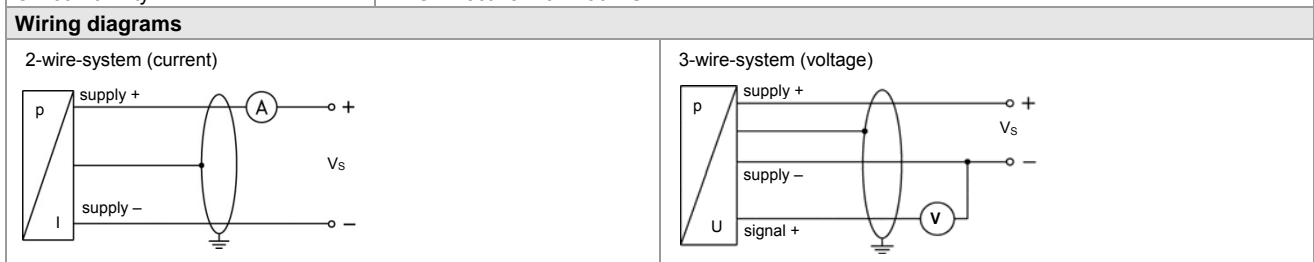 Wiring diagrams
2-wire-system (current)
p
supply +
A
+
VS
I
supply –
–
3-wire-system (voltage)
p
supply +
+
VS
–
supply –
V
U
signal +